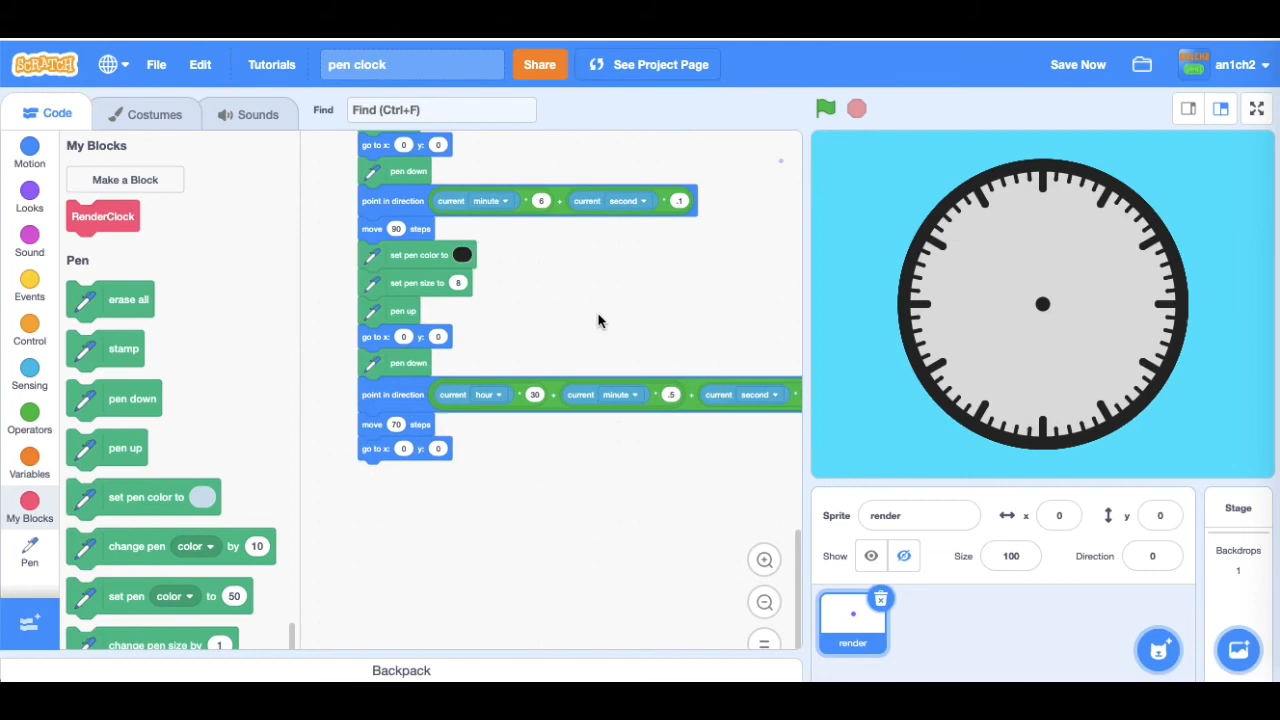 SCRATCH File Edit Tutorials pen clock Share See Project Page Save Now an1ch2
Code Costumes Sounds Find Find (Ctrl+F)
Motion
Looks
Sound
Events
Control
Sensing
Operators
Variables
My Blocks
Pen
My Blocks
Make a Block
RenderClock
Pen
erase all
stamp
pen down
pen up
set pen color to
change pen color by 10
set pen color to 50
change pen size by 1
go to x: 0 y: 0
pen down
point in direction current minute * 6 + current second * .1
move 90 steps
set pen color to
set pen size to 8
pen up
go to x: 0 y: 0
pen down
point in direction current hour * 30 + current minute * .5 + current second *
move 70 steps
go to x: 0 y: 0
Backpack
Sprite render x 0 y 0
Show Size 100 Direction 0
render
Stage
Backdrops
1